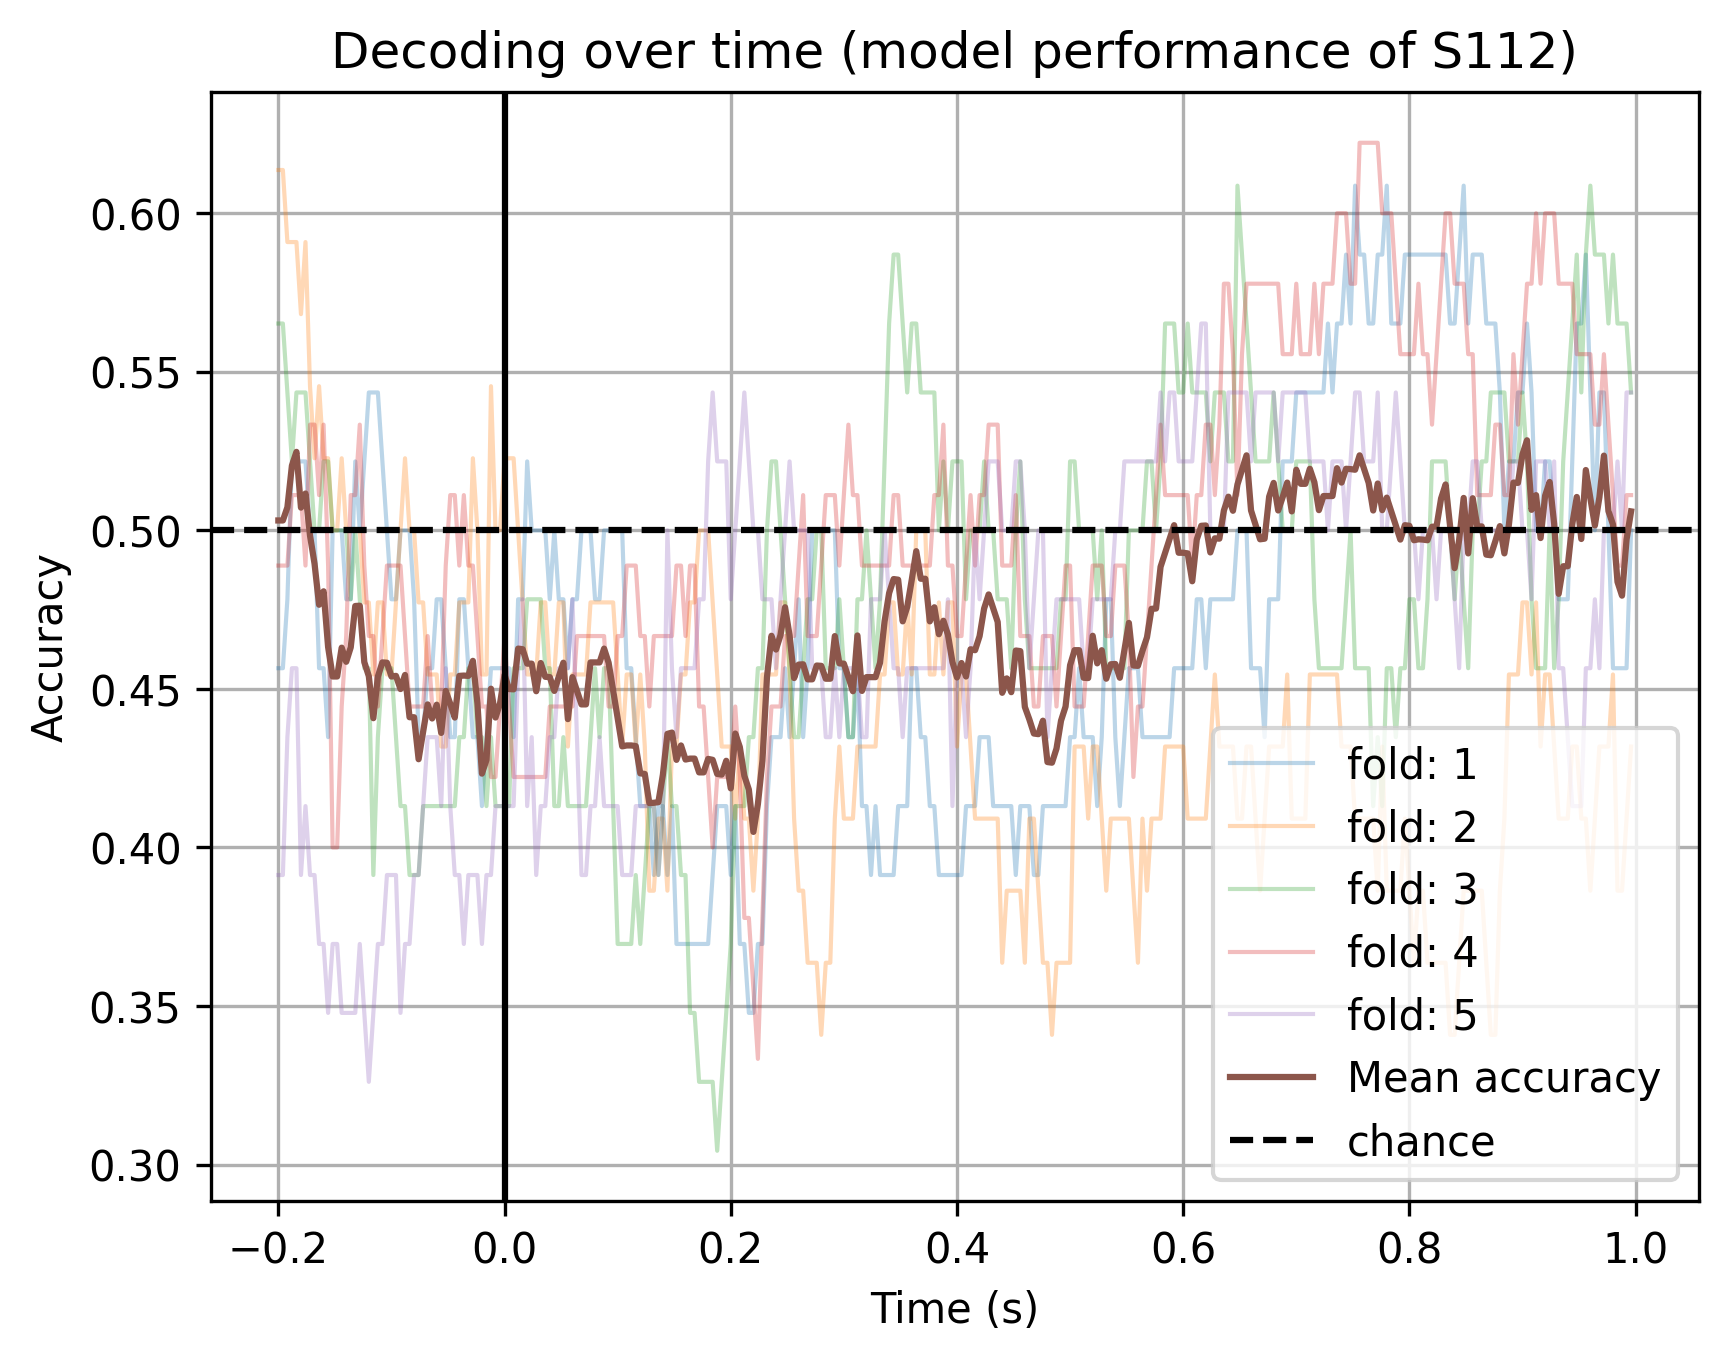 Decoding over time (model performance of S112)
Accuracy
0.60
0.55
0.50
0.45
0.40
0.35
0.30
−0.2
0.0
0.2
0.4
0.6
0.8
1.0
Time (s)
fold: 1
fold: 2
fold: 3
fold: 4
fold: 5
Mean accuracy
chance